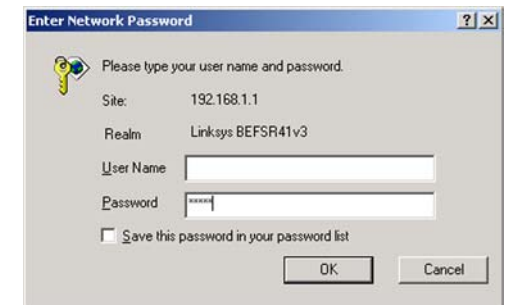 Enter Network Password
Please type your user name and password.
Site: 192.168.1.1
Realm Linksys BEFSR41v3
User Name
Password *****
Save this password in your password list
OK Cancel